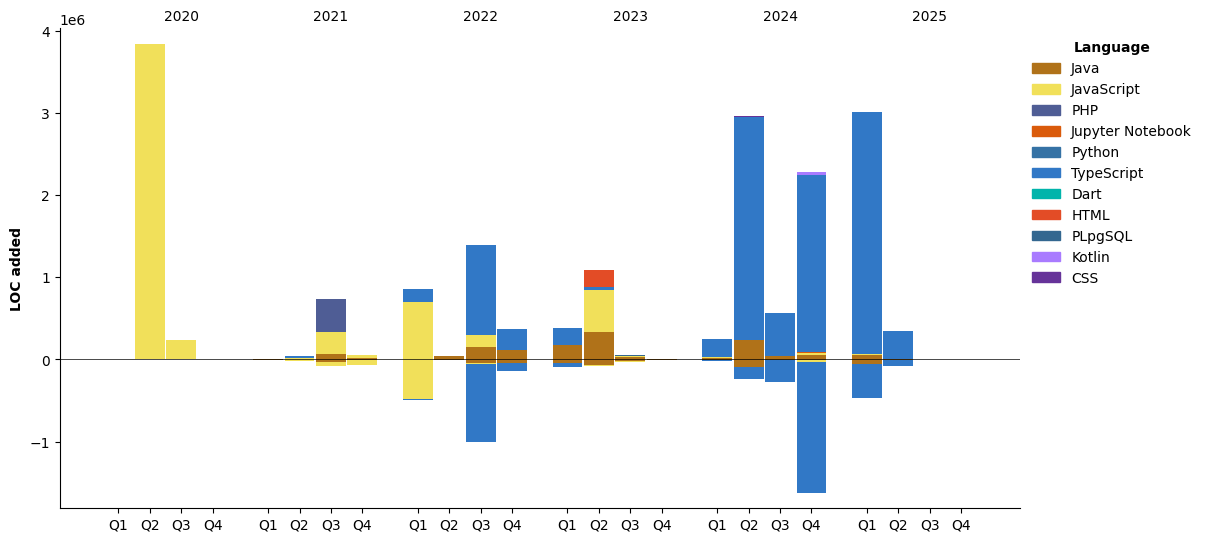 1e6
2020 2021 2022 2023 2024 2025
4
3
2
1
0
−1
LOC added
Q1 Q2 Q3 Q4 Q1 Q2 Q3 Q4 Q1 Q2 Q3 Q4 Q1 Q2 Q3 Q4 Q1 Q2 Q3 Q4 Q1 Q2 Q3 Q4
Language
Java
JavaScript
PHP
Jupyter Notebook
Python
TypeScript
Dart
HTML
PLpgSQL
Kotlin
CSS